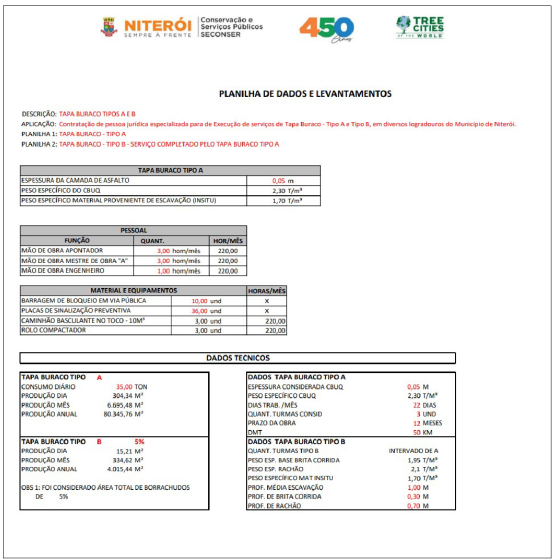 NITERÓI
SEMPRE À FRENTE
Conservação e
Serviços Públicos
SECONSER
450
Anos
TREE
CITIES
OF THE WORLD
PLANILHA DE DADOS E LEVANTAMENTOS
DESCRIÇÃO: TAPA BURACO TIPOS A E B
APLICAÇÃO: Contratação de pessoa jurídica especializada para de Execução de serviços de Tapa Buraco - Tipo A e Tipo B, em diversos logradouros do Município de Niterói.
PLANILHA 1: TAPA BURACO - TIPO A
PLANILHA 2: TAPA BURACO - TIPO B - SERVIÇO COMPLETADO PELO TAPA BURACO TIPO A
TAPA BURACO TIPO A
ESPESSURA DA CAMADA DE ASFALTO 0,05 m
PESO ESPECÍFICO DO CBUQ 2,30 T/m³
PESO ESPECÍFICO MATERIAL PROVENIENTE DE ESCAVAÇÃO (INSITU) 1,70 T/m³
PESSOAL
FUNÇÃO QUANT. HOR/MÊS
MÃO DE OBRA APONTADOR 3,00 hom/mês 220,00
MÃO DE OBRA MESTRE DE OBRA "A" 3,00 hom/mês 220,00
MÃO DE OBRA ENGENHEIRO 1,00 hom/mês 220,00
MATERIAL E EQUIPAMENTOS HORAS/MÊS
BARRAGEM DE BLOQUEIO EM VIA PÚBLICA 10,00 und X
PLACAS DE SINALIZAÇÃO PREVENTIVA 36,00 und X
CAMINHÃO BASCULANTE NO TOCO - 10M³ 3,00 und 220,00
ROLO COMPACTADOR 3,00 und 220,00
DADOS TECNICOS
TAPA BURACO TIPO A
CONSUMO DIÁRIO 35,00 TON
PRODUÇÃO DIA 304,34 M²
PRODUÇÃO MÊS 6.695,48 M²
PRODUÇÃO ANUAL 80.345,76 M²
TAPA BURACO TIPO B 5%
PRODUÇÃO DIA 15,21 M²
PRODUÇÃO MÊS 334,62 M²
PRODUÇÃO ANUAL 4.015,44 M²
OBS 1: FOI CONSIDERADO ÁREA TOTAL DE BORRACHUDOS
DE 5%
DADOS TAPA BURACO TIPO A
ESPESSURA CONSIDERADA CBUQ 0,05 M
PESO ESPECÍFICO CBUQ 2,30 T/M³
DIAS TRAB. /MÊS 22 DIAS
QUANT. TURMAS CONSID 3 UND
PRAZO DA OBRA 12 MESES
DMT 50 KM
DADOS TAPA BURACO TIPO B
QUANT. TURMAS TIPO B INTERVADO DE A
PESO ESP. BASE BRITA CORRIDA 1,95 T/M³
PESO ESP. RACHÃO 2,1 T/M³
PESO ESPECÍFICO MAT INSITU 1,70 T/M³
PROF. MÉDIA ESCAVAÇÃO 1,00 M
PROF. DE BRITA CORRIDA 0,30 M
PROF. DE RACHÃO 0,70 M